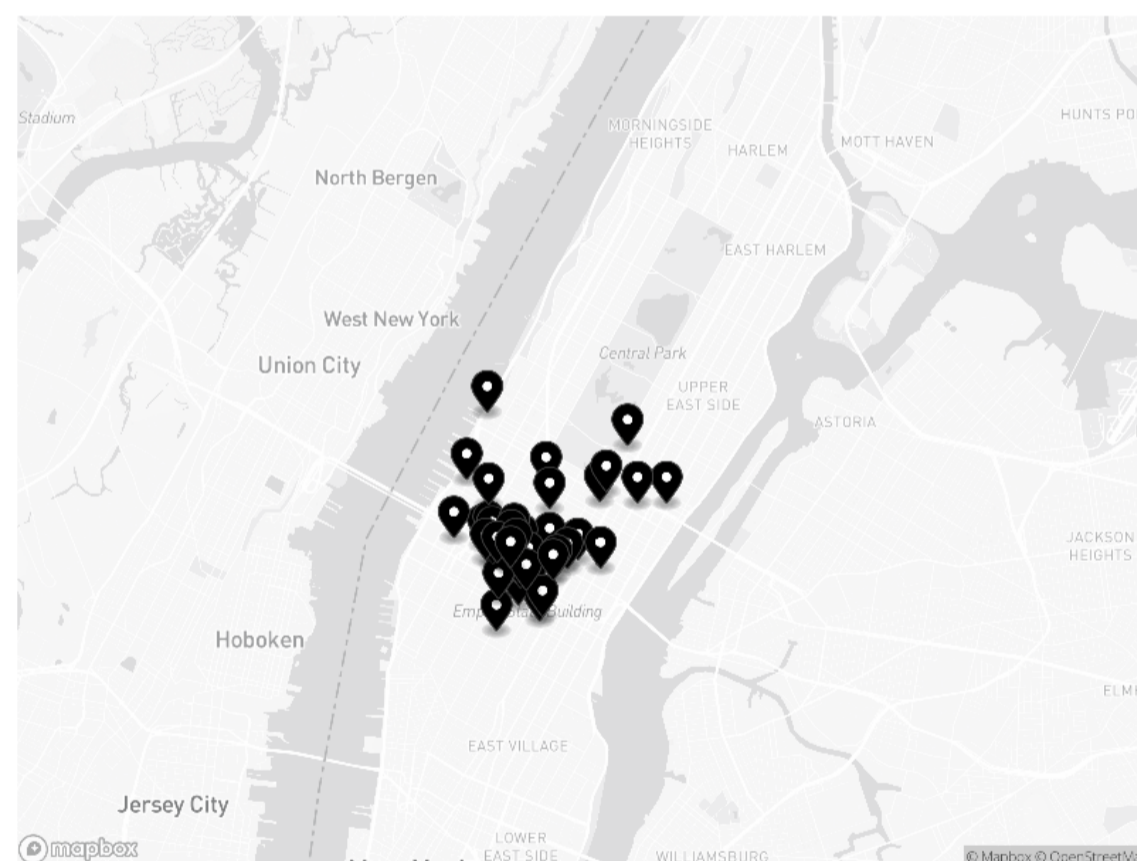 Stadium
MORNINGSIDE
HEIGHTS
HARLEM
MOTT HAVEN
HUNTS PO
North Bergen
EAST HARLEM
West New York
Union City
Central Park
UPPER
EAST SIDE
ASTORIA
JACKSON
HEIGHTS
Hoboken
Building
ELMH
EAST VILLAGE
Jersey City
LOWER
EAST SIDE
WILLIAMSBURG
mapbox
© Mapbox © OpenStreetM